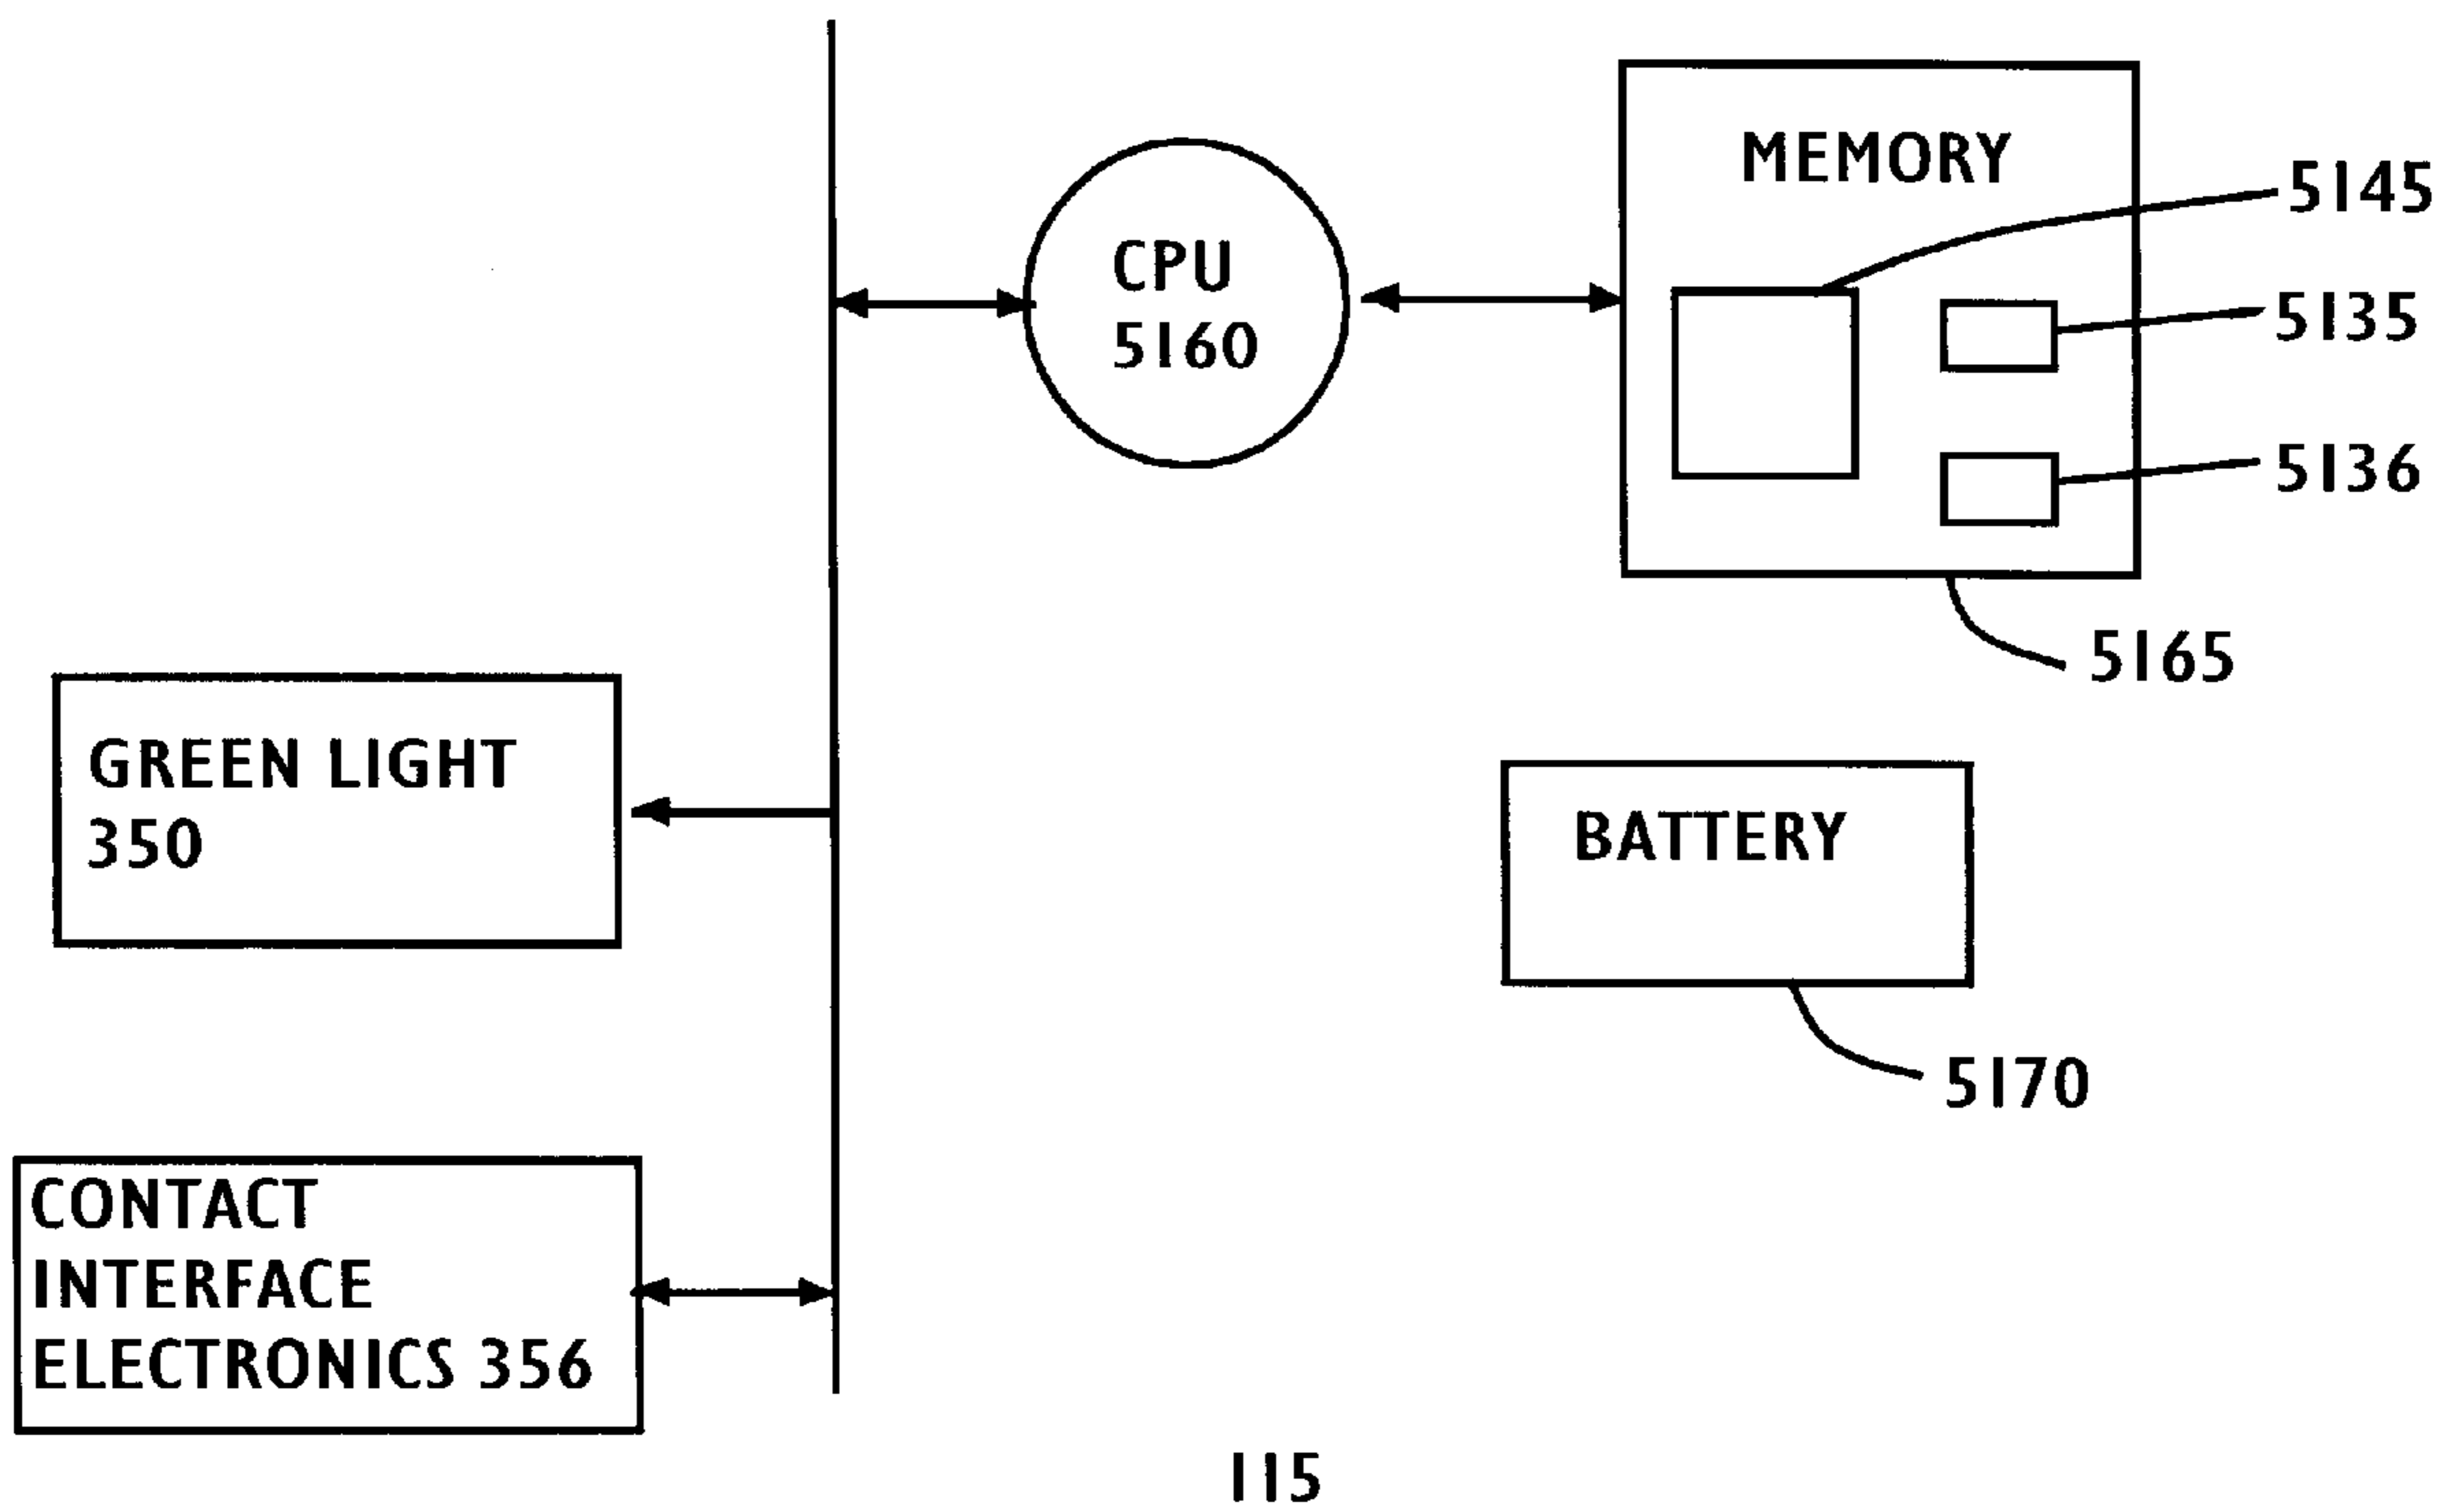 MEMORY
5145
CPU
5160
5135
5136
5165
GREEN LIGHT
350
BATTERY
5170
CONTACT
INTERFACE
ELECTRONICS 356
115